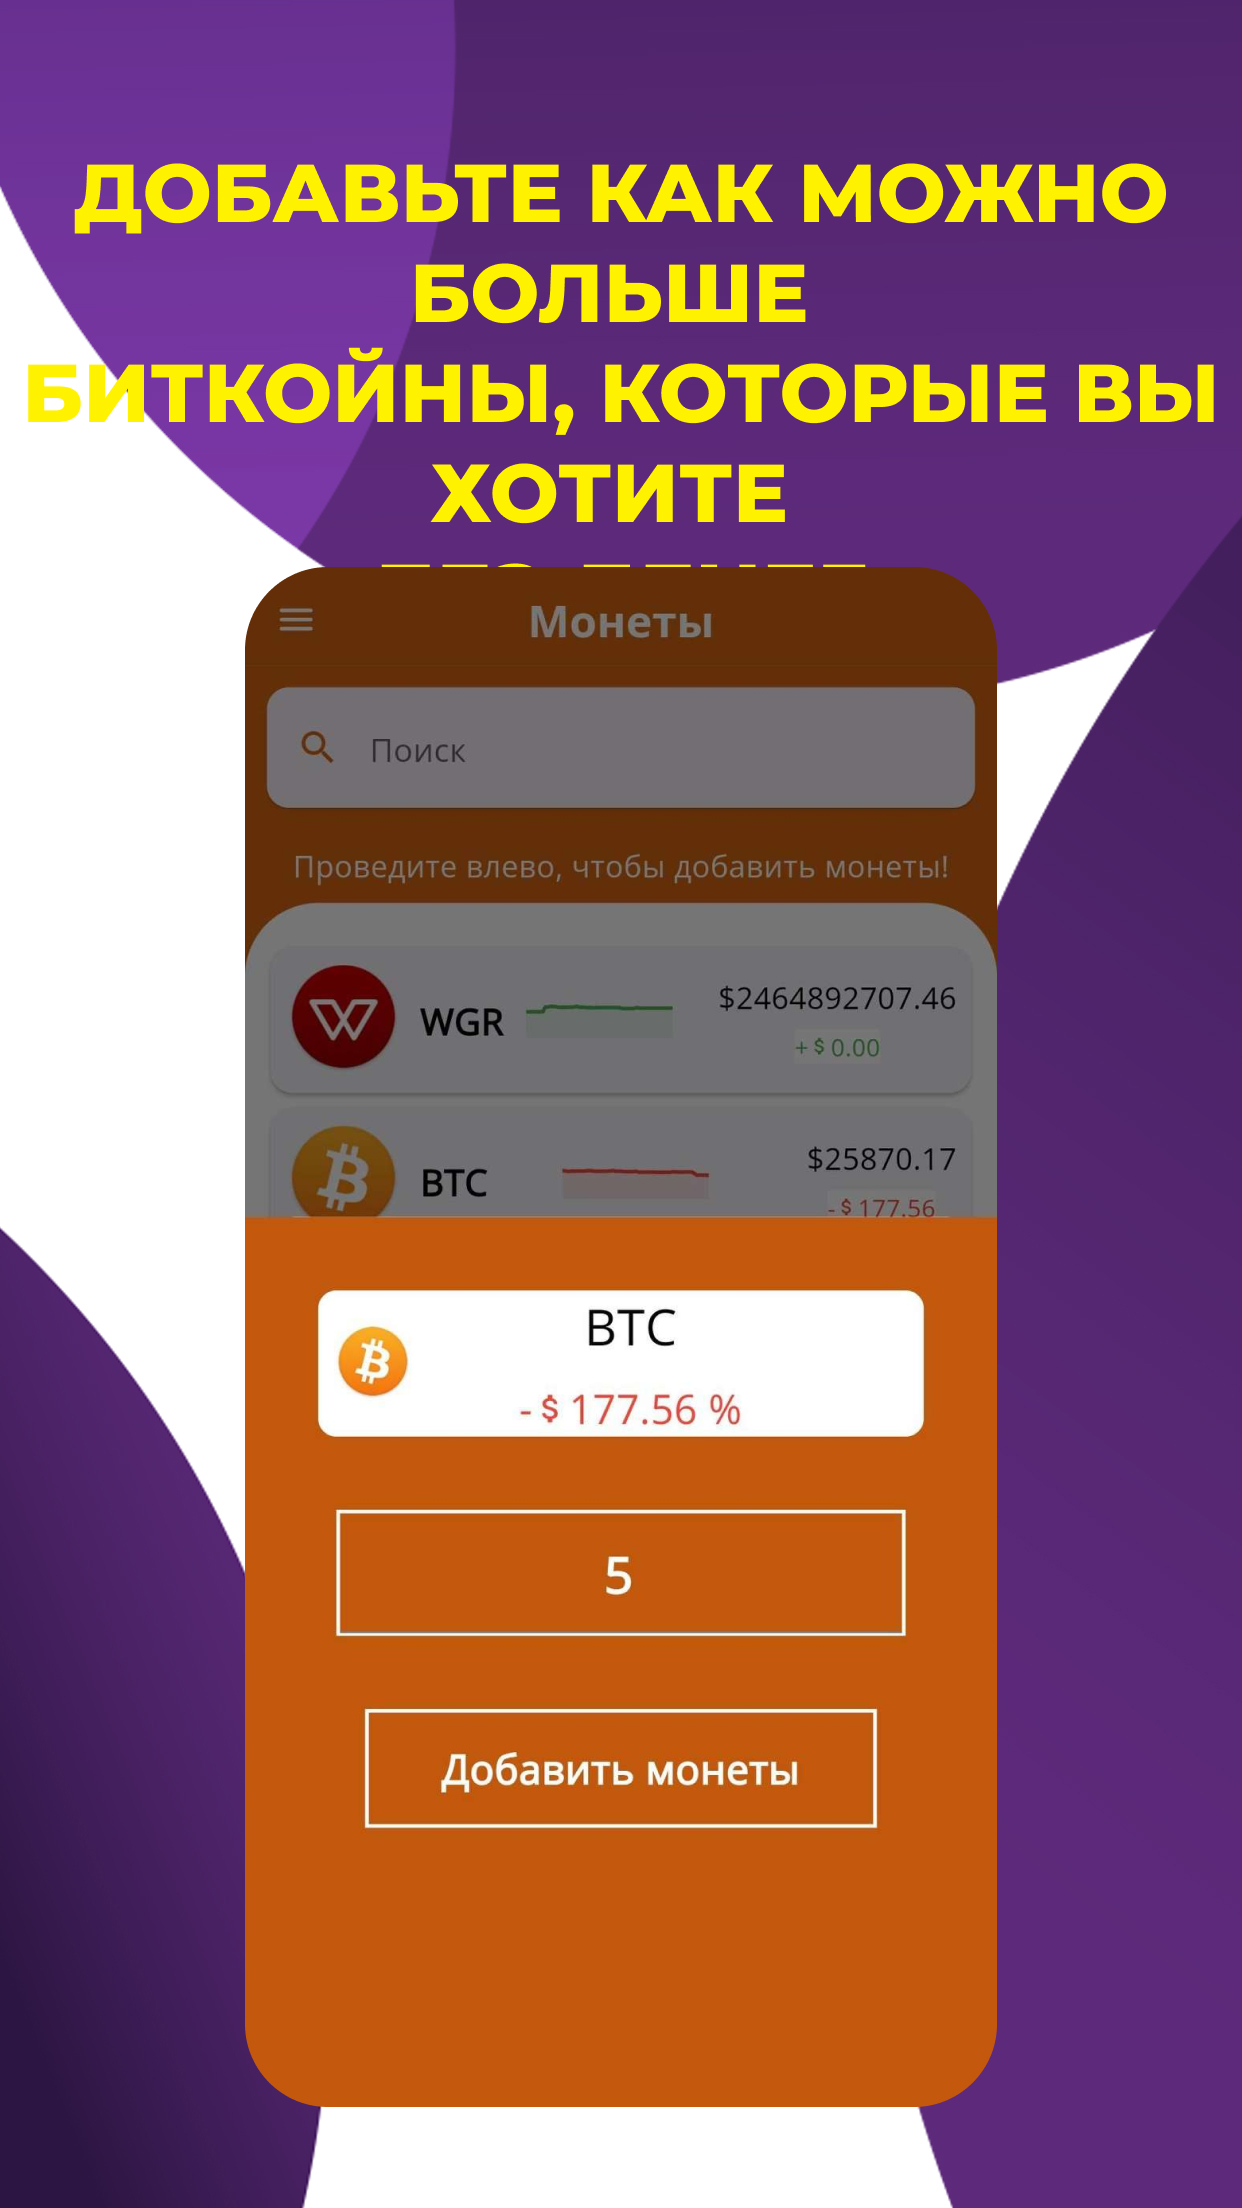 ДОБАВЬТЕ КАК МОЖНО
БОЛЬШЕ
БИТКОЙНЫ, КОТОРЫЕ ВЫ
ХОТИТЕ
Монеты
Поиск
Проведите влево, чтобы добавить монеты!
WGR
$2464892707.46
+ $ 0.00
BTC
$25870.17
- $ 177.56
BTC
- $ 177.56 %
5
Добавить монеты